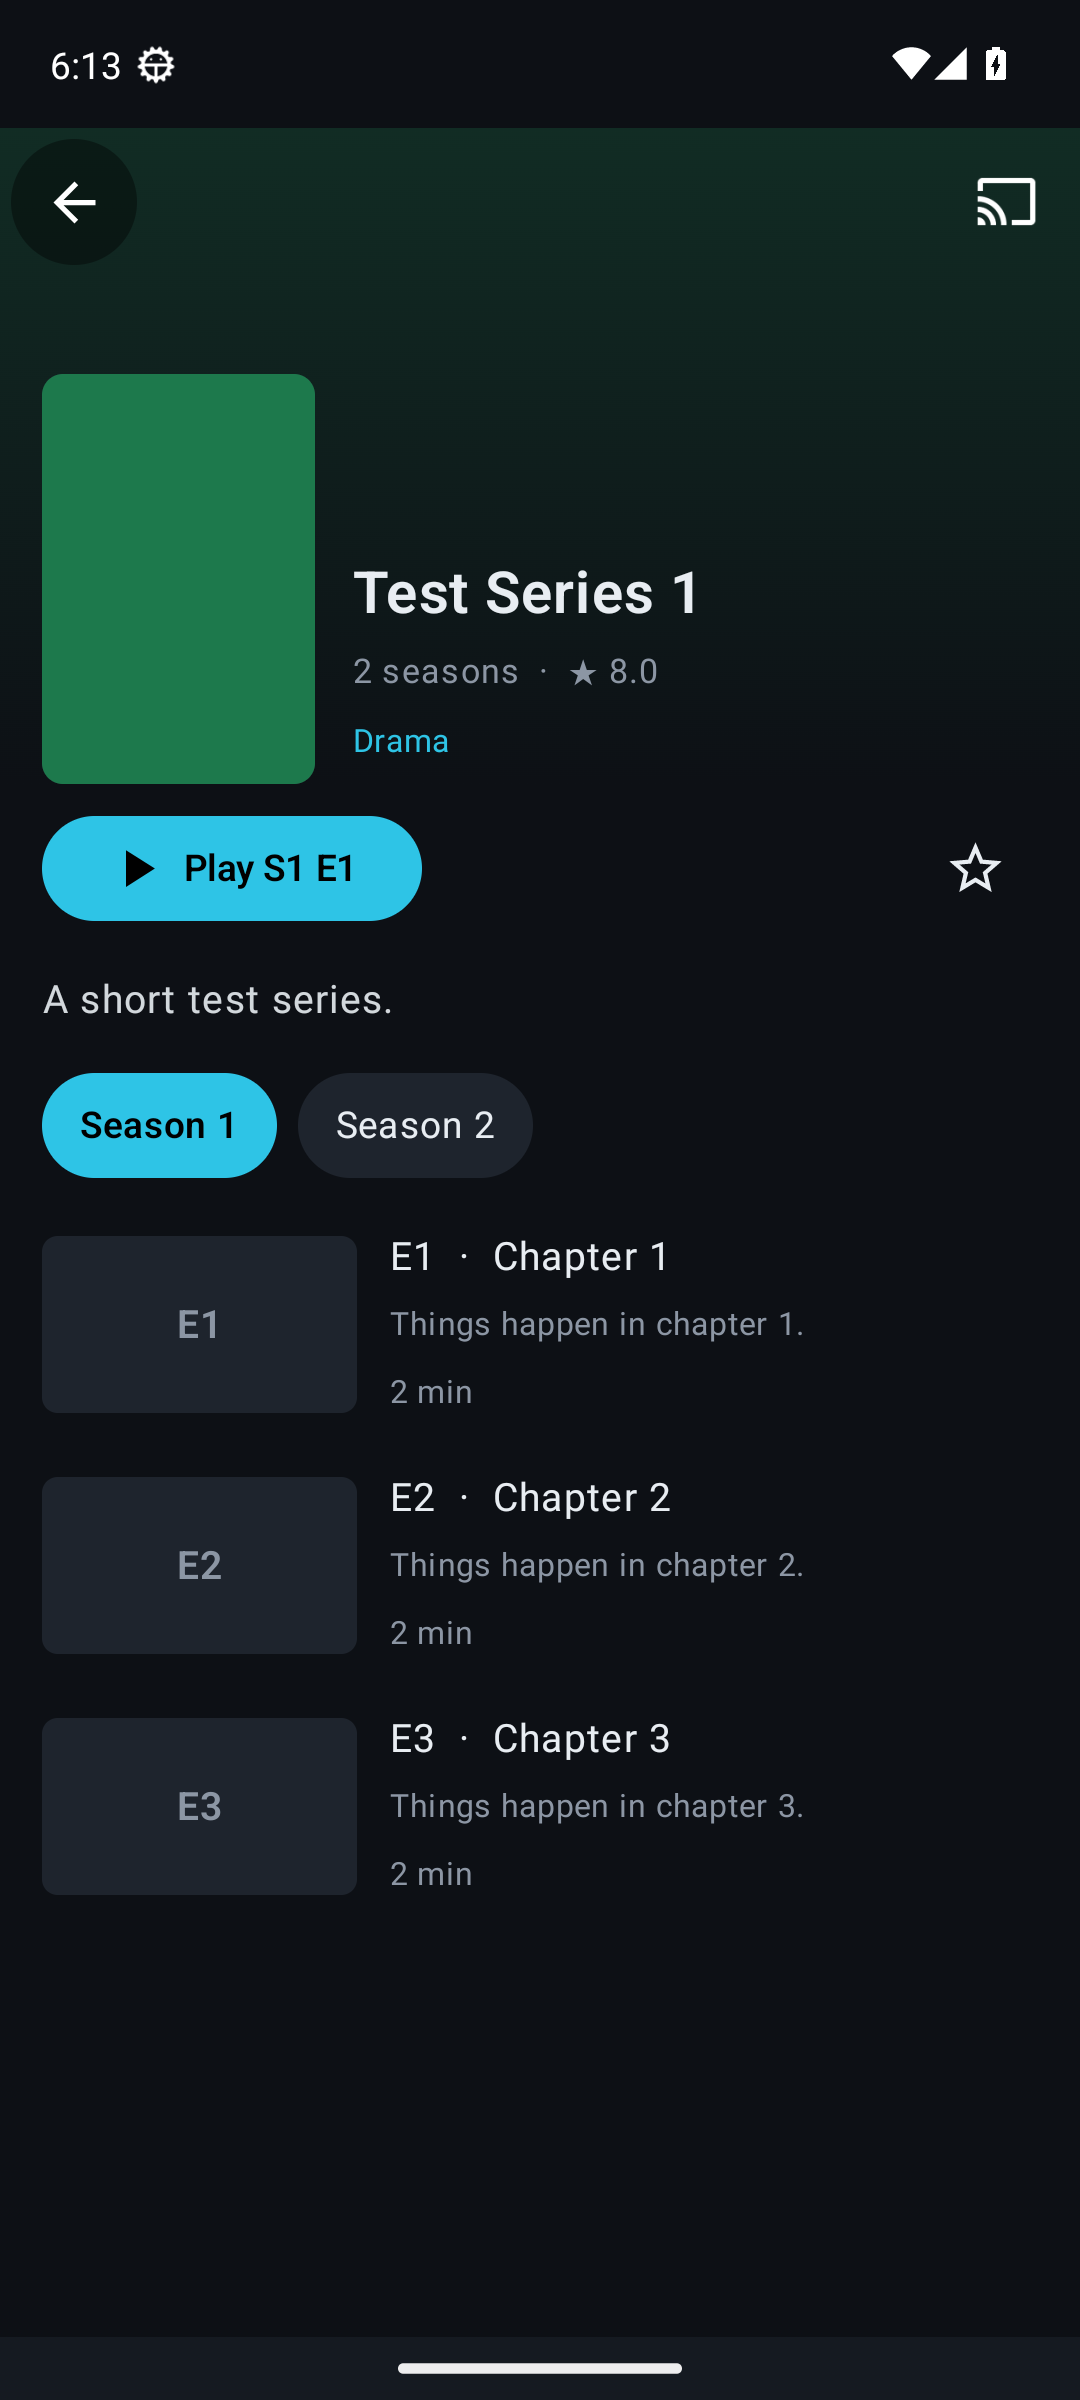 6:13
Test Series 1
2 seasons · ★ 8.0
Drama
Play S1 E1
A short test series.
Season 1 Season 2
E1
E1 · Chapter 1
Things happen in chapter 1.
2 min
E2
E2 · Chapter 2
Things happen in chapter 2.
2 min
E3
E3 · Chapter 3
Things happen in chapter 3.
2 min